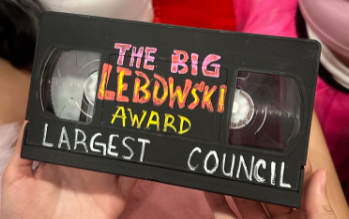 THE BIG
LEBOWSKI
AWARD
LARGEST COUNCIL